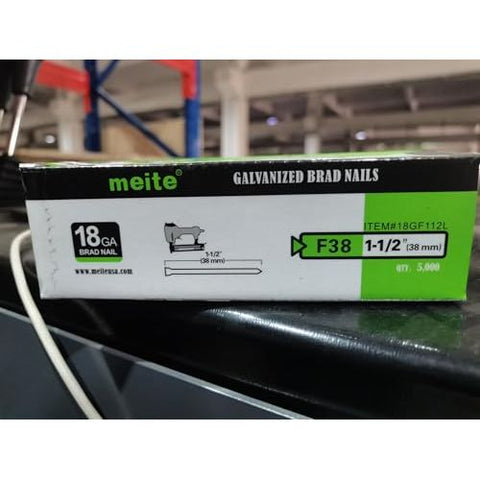 meite®
GALVANIZED BRAD NAILS
18GA
BRAD NAIL
www.meiteusa.com
1-1/2"
(38 mm)
ITEM#18GF112L
F38 1-1/2" (38 mm)
QTY. 5,000